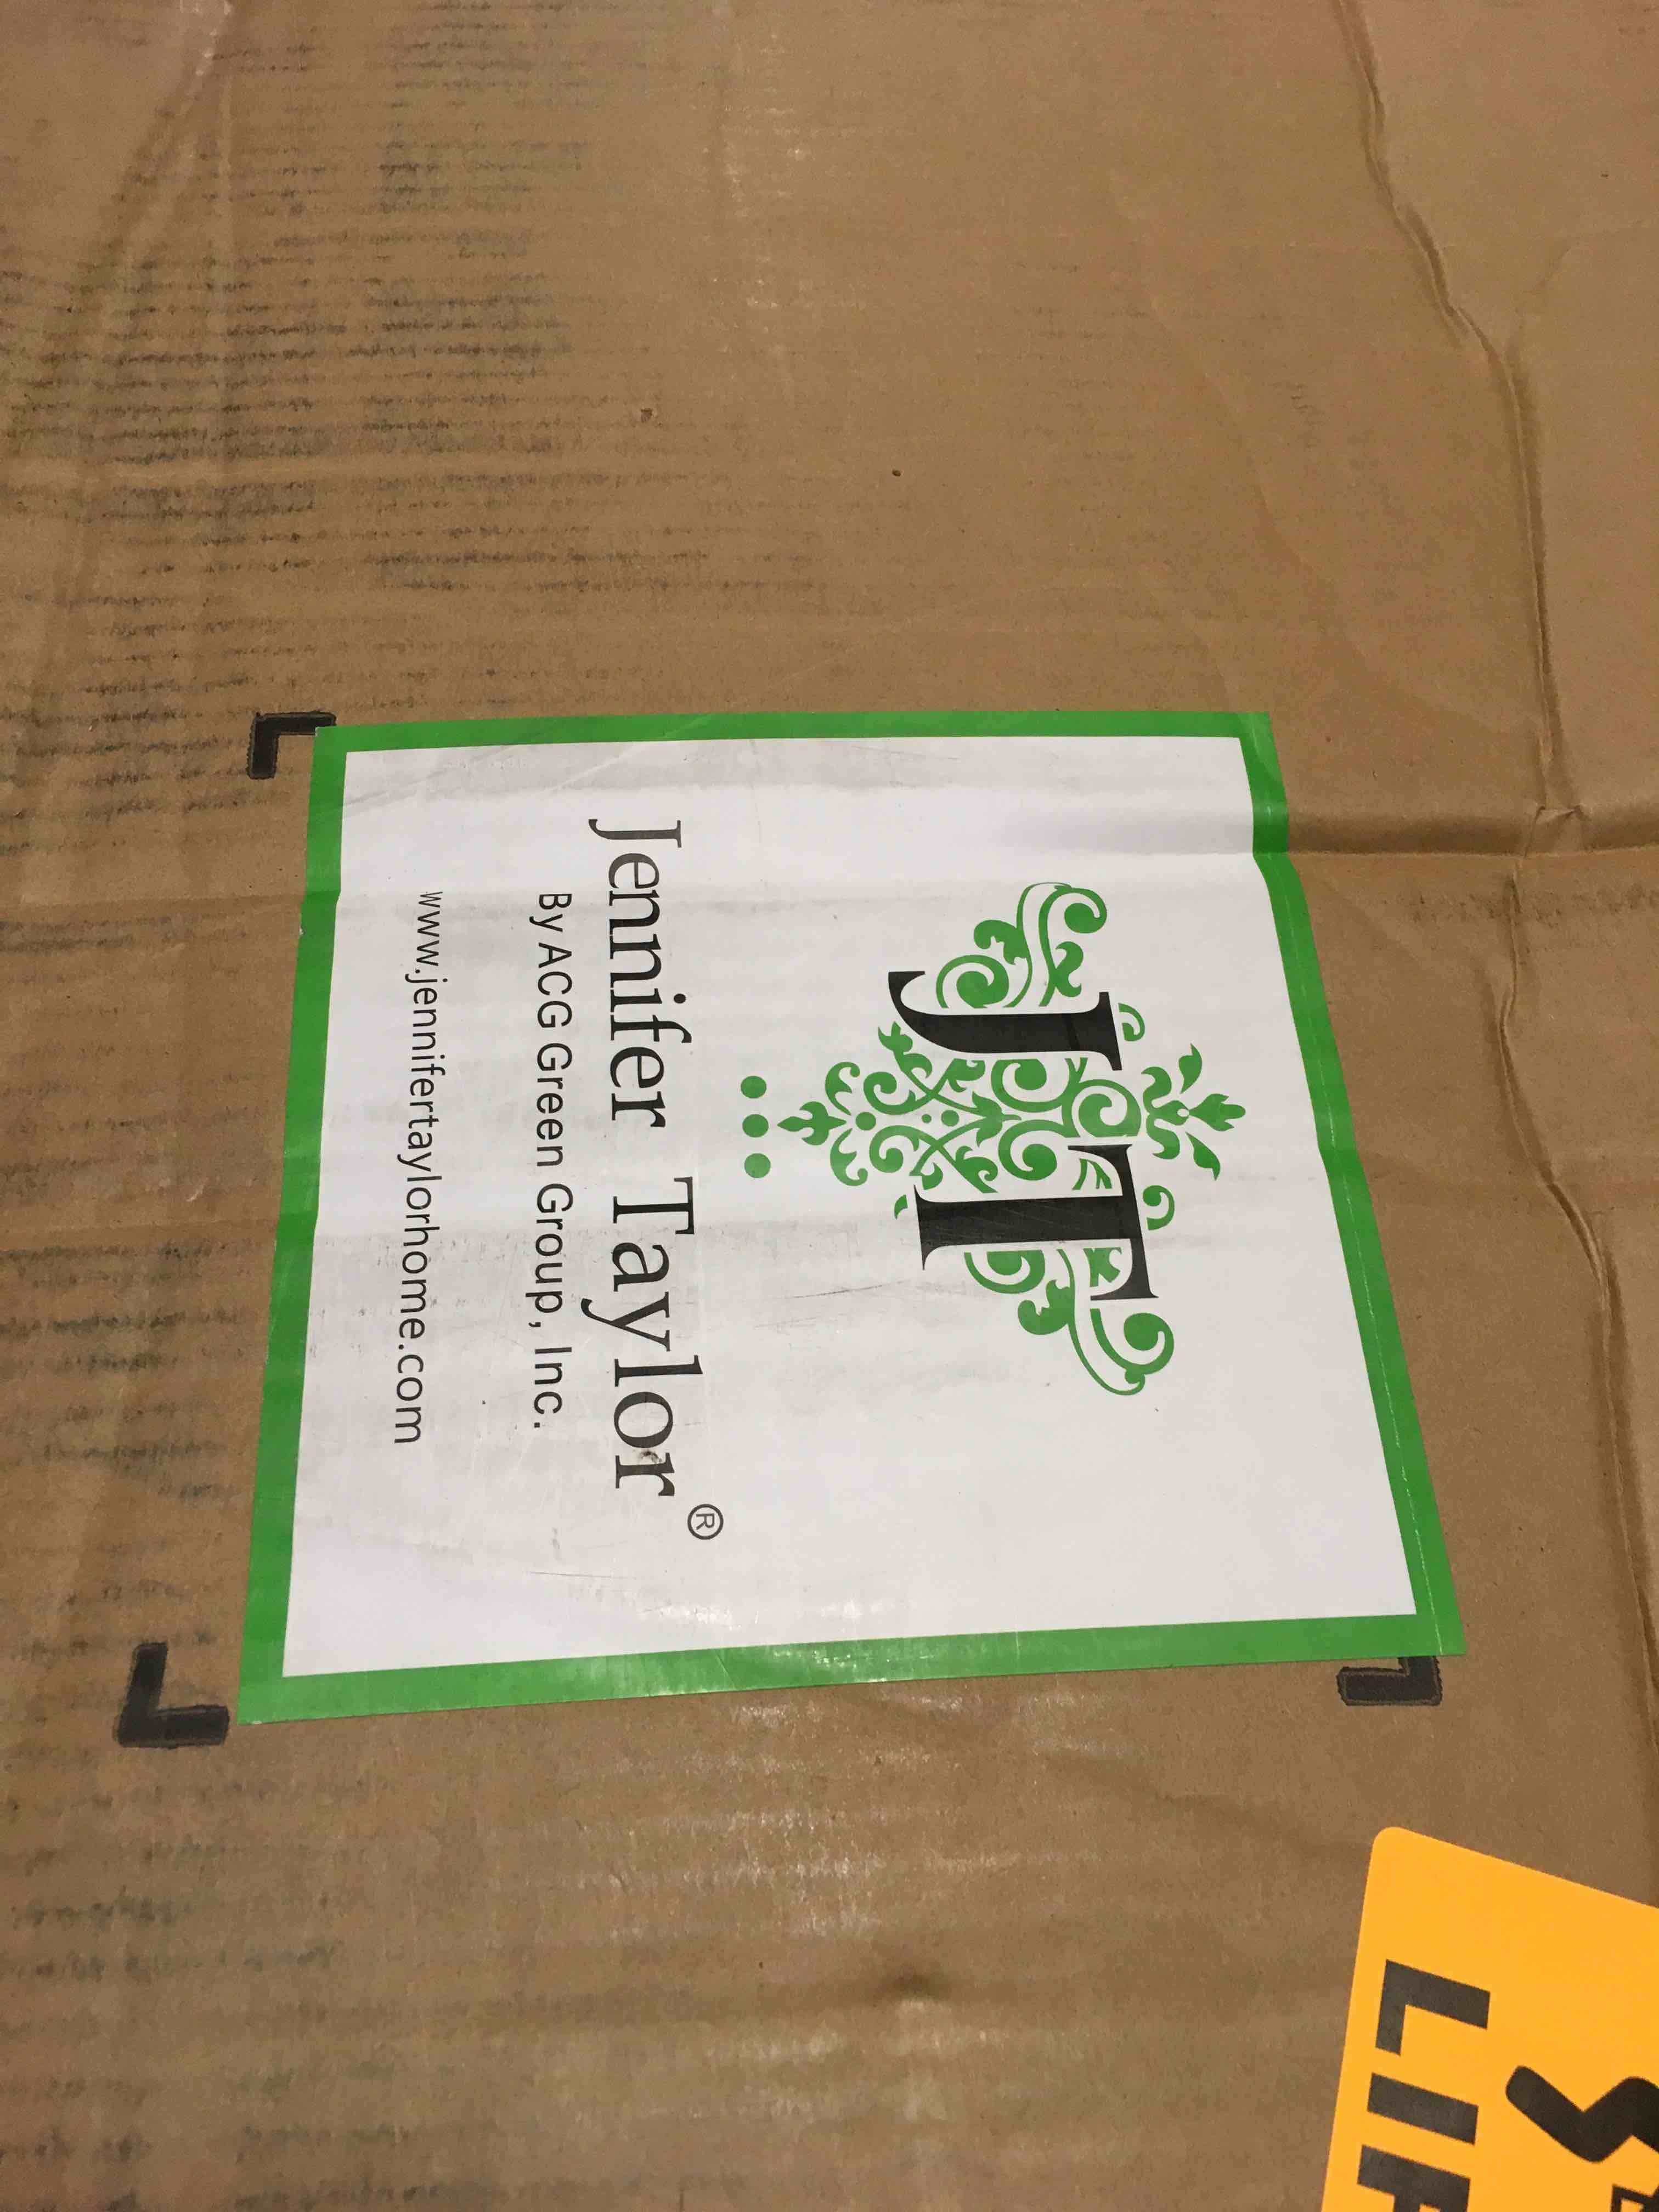 JT
Jennifer Taylor®
By ACG Green Group, Inc.
www.jennifertaylorhome.com